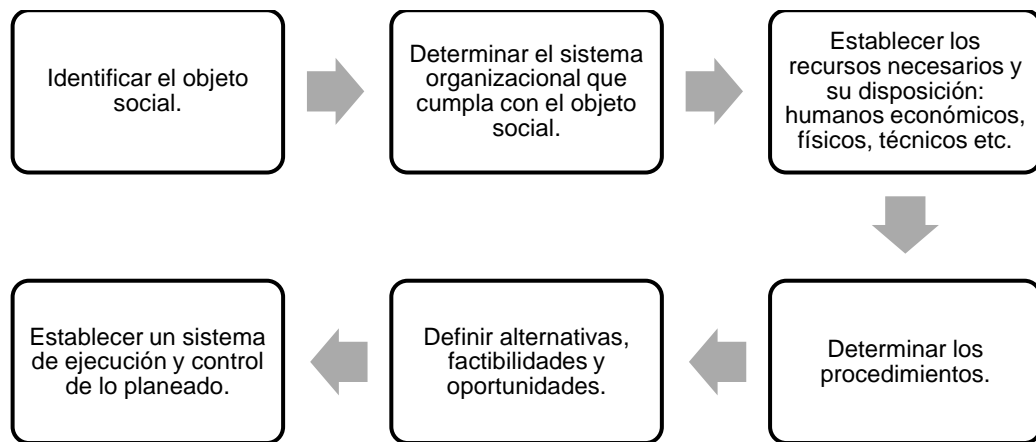 Identificar el objeto
social.
Determinar el sistema
organizacional que
cumpla con el objeto
social.
Establecer los
recursos necesarios y
su disposición:
humanos económicos,
físicos, técnicos etc.
Determinar los
procedimientos.
Definir alternativas,
factibilidades y
oportunidades.
Establecer un sistema
de ejecución y control
de lo planeado.